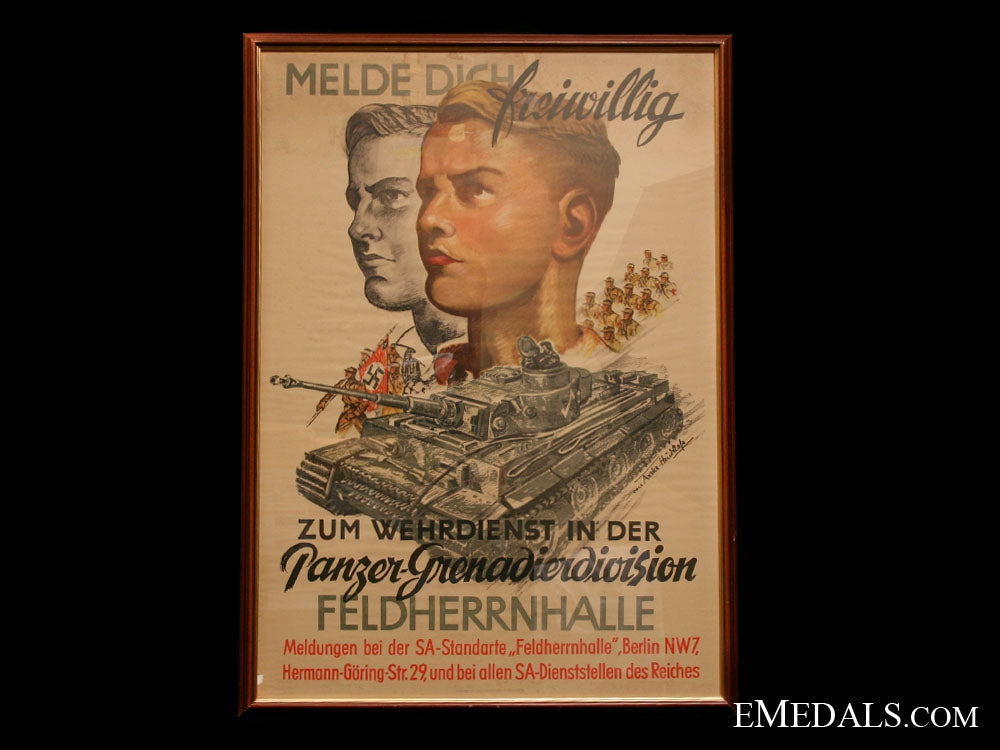 MELDE DICH freiwillig
ZUM WEHRDIENST IN DER
Panzer-Grenadierdivision
FELDHERRNHALLE
Meldungen bei der SA-Standarte „Feldherrnhalle", Berlin NW7,
Hermann-Göring-Str. 29, und bei allen SA-Dienststellen des Reiches
EMEDALS.COM